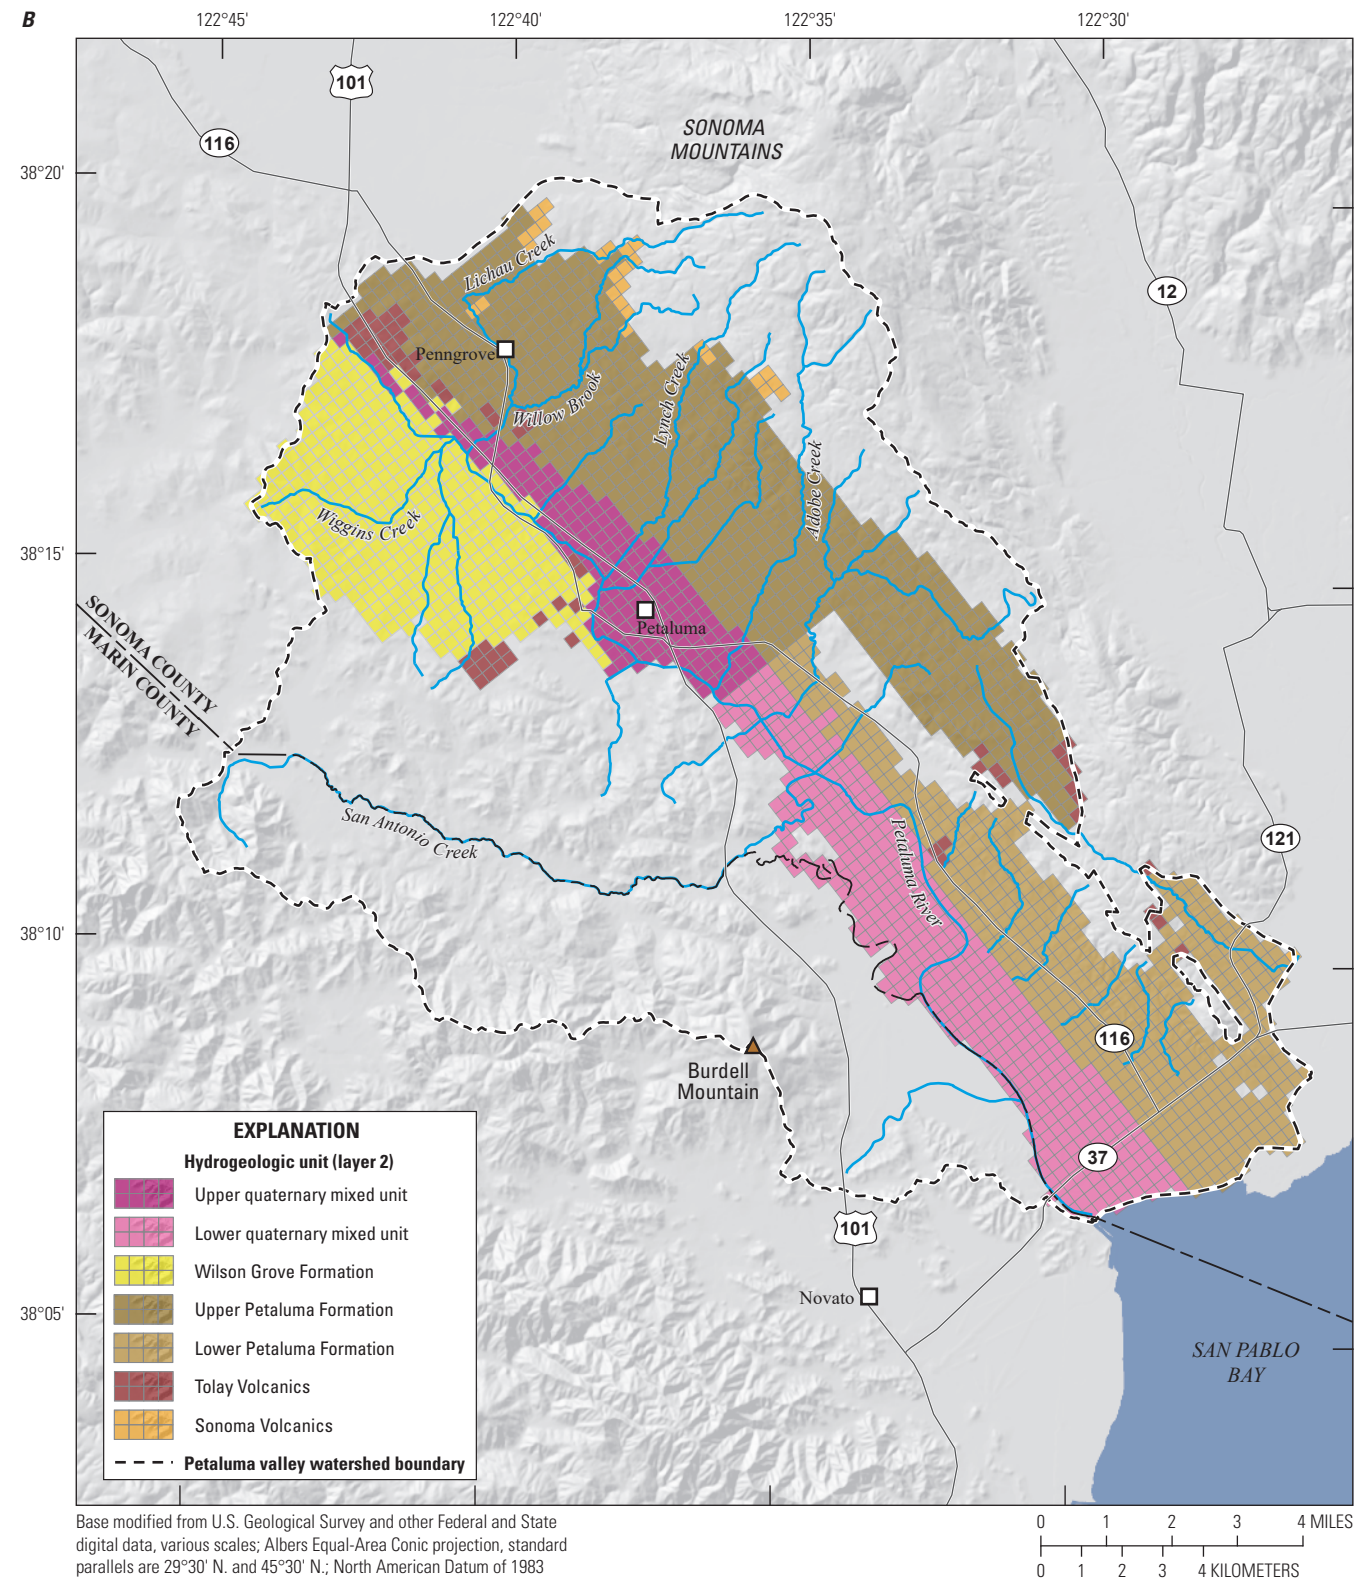 B
122°45'
122°40'
122°35'
122°30'
101
116
SONOMA
MOUNTAINS
38°20'
12
Lichau Creek
Penngrove
Willow Brook
Lynch Creek
Adobe Creek
Wiggins Creek
38°15'
SONOMA COUNTY
MARIN COUNTY
Petaluma
San Antonio Creek
Petaluma River
121
38°10'
116
Burdell
Mountain
37
101
Novato
38°05'
SAN PABLO
BAY
EXPLANATION
Hydrogeologic unit (layer 2)
Upper quaternary mixed unit
Lower quaternary mixed unit
Wilson Grove Formation
Upper Petaluma Formation
Lower Petaluma Formation
Tolay Volcanics
Sonoma Volcanics
Petaluma valley watershed boundary
Base modified from U.S. Geological Survey and other Federal and State
digital data, various scales; Albers Equal-Area Conic projection, standard
parallels are 29°30' N. and 45°30' N.; North American Datum of 1983
0 1 2 3 4 MILES
0 1 2 3 4 KILOMETERS